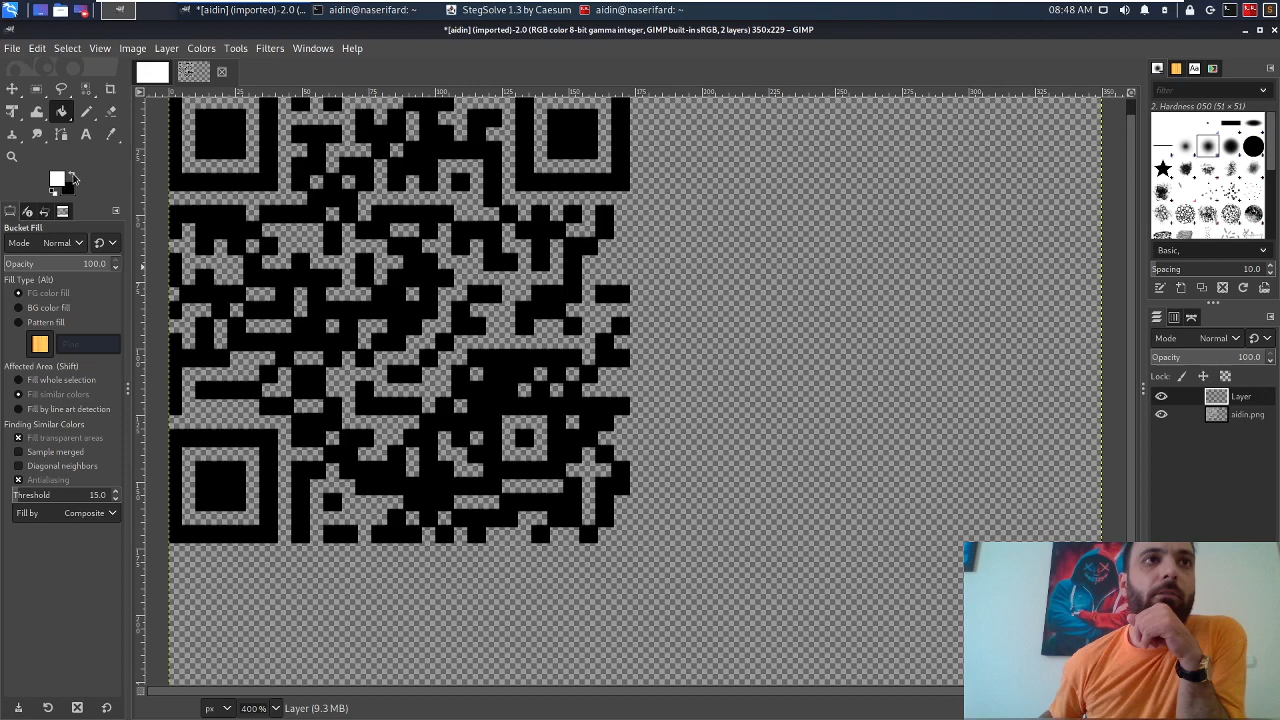 *[aidin] (imported)-2.0 (...
aidin@naserifard: ~
StegSolve 1.3 by Caesum
aidin@naserifard: ~
08:48 AM
*[aidin] (imported)-2.0 (RGB color 8-bit gamma integer, GIMP built-in sRGB, 2 layers) 350x229 – GIMP
File Edit Select View Image Layer Colors Tools Filters Windows Help
filter
2. Hardness 050 (51 × 51)
Bucket Fill
Mode Normal
Opacity 100.0
Fill Type (Alt)
FG color fill
BG color fill
Pattern fill
Pine
Affected Area (Shift)
Fill whole selection
Fill similar colors
Fill by line art detection
Finding Similar Colors
Fill transparent areas
Sample merged
Diagonal neighbors
Antialiasing
Threshold 15.0
Fill by Composite
Basic,
Spacing 10.0
Mode Normal
Opacity 100.0
Lock:
Layer
aidin.png
px 400 % Layer (9.3 MB)